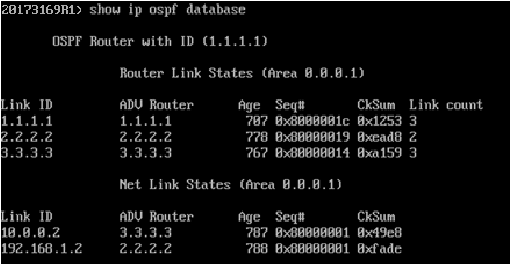 20173169R1> show ip ospf database
OSPF Router with ID (1.1.1.1)
Router Link States (Area 0.0.0.1)
Link ID ADV Router Age Seq# CkSum Link count
1.1.1.1 1.1.1.1 707 0x8000001c 0x1253 3
2.2.2.2 2.2.2.2 778 0x80000019 0xead8 2
3.3.3.3 3.3.3.3 767 0x80000014 0xa159 3
Net Link States (Area 0.0.0.1)
Link ID ADV Router Age Seq# CkSum
10.0.0.2 3.3.3.3 787 0x80000001 0x49e8
192.168.1.2 2.2.2.2 788 0x80000001 0xfade